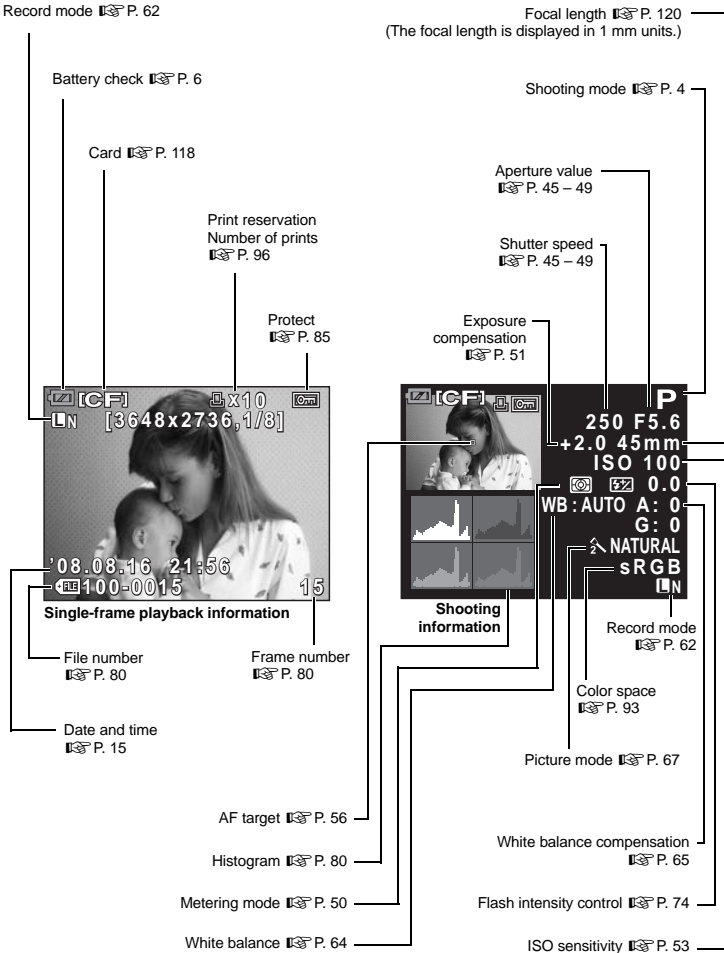 Record mode ☞ P. 62
Focal length ☞ P. 120
(The focal length is displayed in 1 mm units.)
Battery check ☞ P. 6
Shooting mode ☞ P. 4
Card ☞ P. 118
Aperture value
☞ P. 45 – 49
Print reservation
Number of prints
☞ P. 96
Shutter speed
☞ P. 45 – 49
Protect
☞ P. 85
Exposure
compensation
☞ P. 51
[CF] x10
LN [3648x2736,1/8]
'08.08.16 21:56
FILE 100-0015 15
Single-frame playback information
[CF] P
250 F5.6
+2.0 45mm
ISO 100
0.0
WB:AUTO A: 0
G: 0
2 NATURAL
sRGB
LN
Shooting
information
File number
☞ P. 80
Frame number
☞ P. 80
Record mode
☞ P. 62
Color space
☞ P. 93
Date and time
☞ P. 15
Picture mode ☞ P. 67
AF target ☞ P. 56
White balance compensation
☞ P. 65
Histogram ☞ P. 80
Metering mode ☞ P. 50
Flash intensity control ☞ P. 74
White balance ☞ P. 64
ISO sensitivity ☞ P. 53